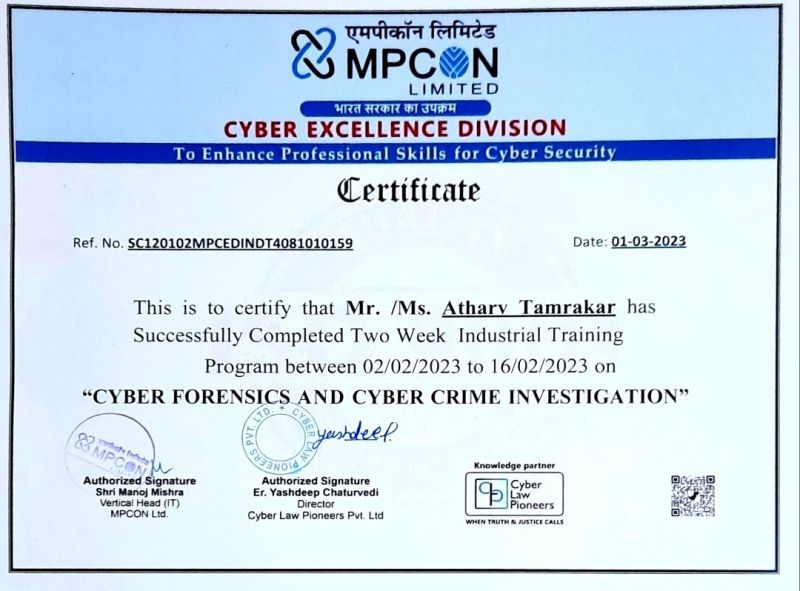 एमपीकॉन लिमिटेड
MPCON
LIMITED
भारत सरकार का उपक्रम
CYBER EXCELLENCE DIVISION
To Enhance Professional Skills for Cyber Security
Certificate
Ref. No. SC120102MPCEDINDT4081010159
Date: 01-03-2023
This is to certify that Mr. /Ms. Atharv Tamrakar has
Successfully Completed Two Week Industrial Training
Program between 02/02/2023 to 16/02/2023 on
“CYBER FORENSICS AND CYBER CRIME INVESTIGATION”
MPCON
Authorized Signature
Shri Manoj Mishra
Vertical Head (IT)
MPCON Ltd.
CYBER LAW PIONEERS PVT. LTD.
yashdeep.
Authorized Signature
Er. Yashdeep Chaturvedi
Director
Cyber Law Pioneers Pvt. Ltd
Knowledge partner
Cyber
Law
Pioneers
WHEN TRUTH & JUSTICE CALLS